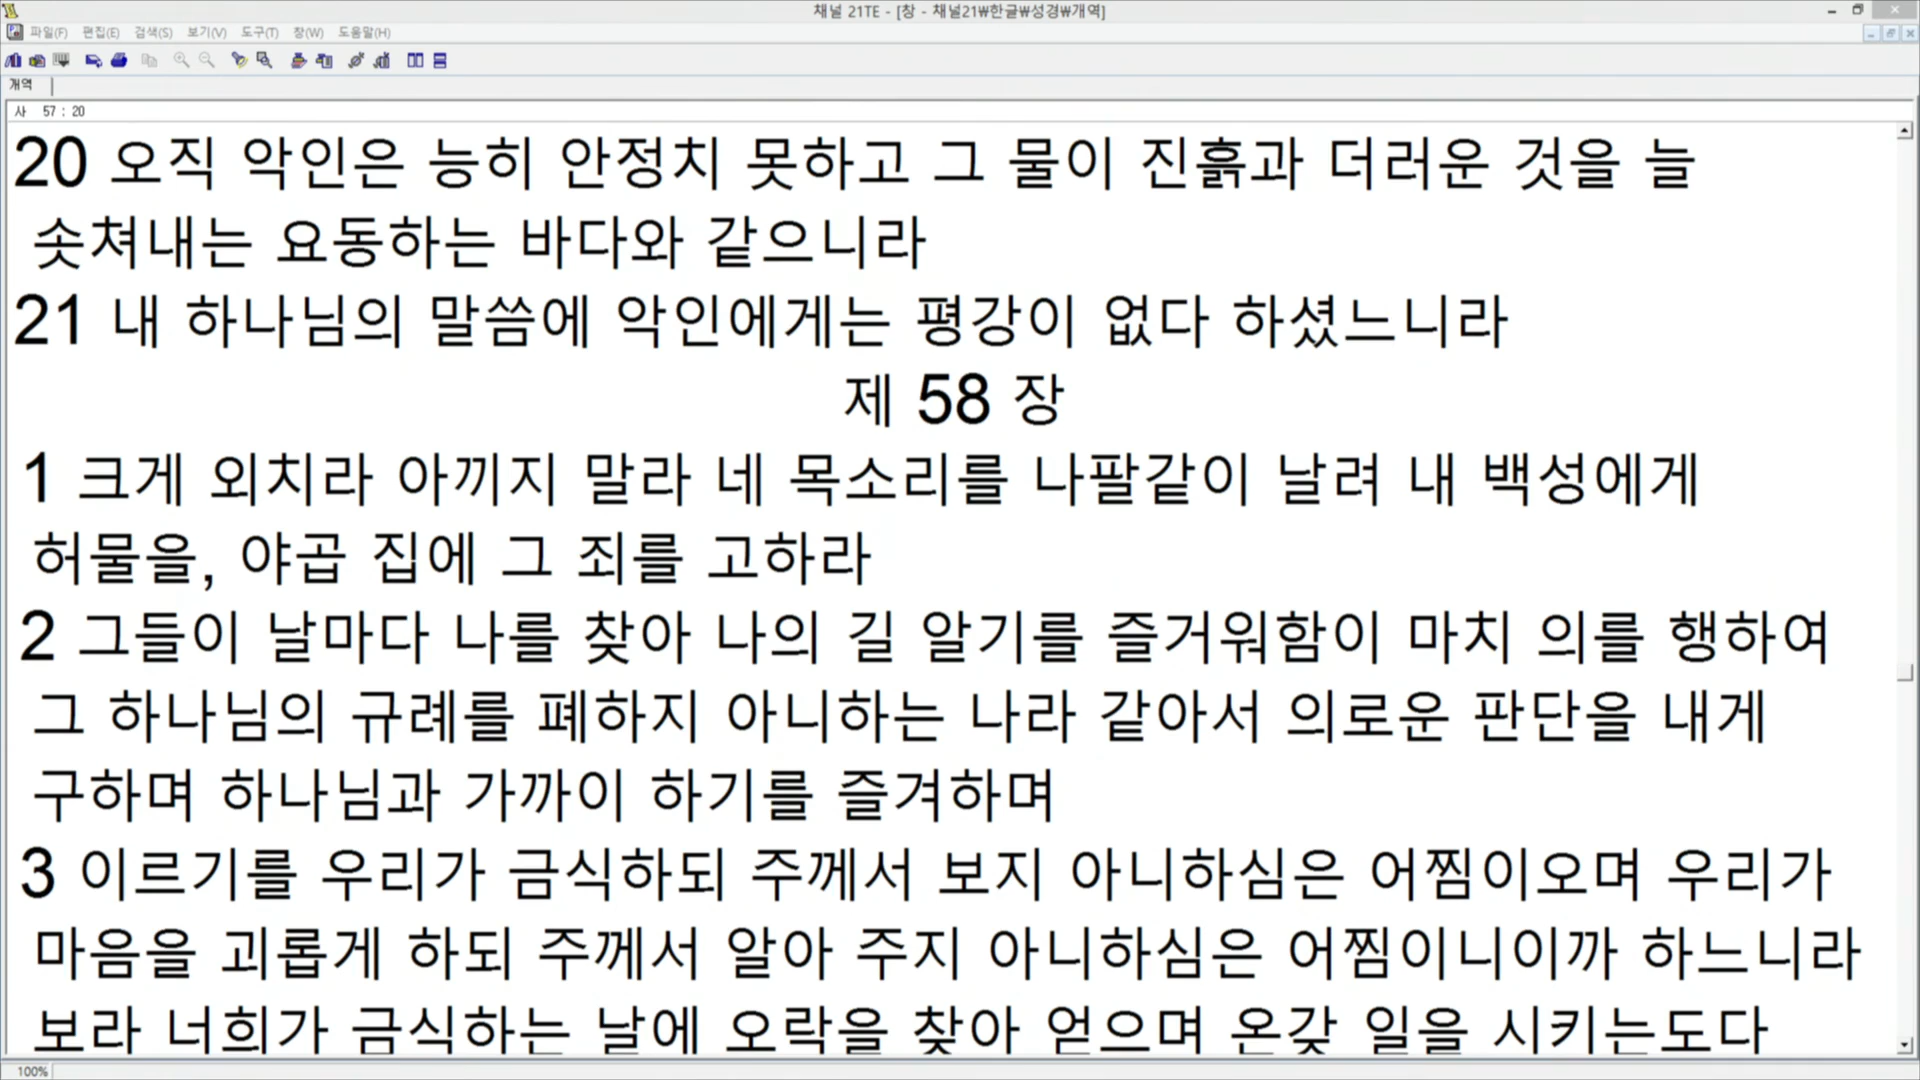 채널 21TE - [창 - 채널21₩한글₩성경₩개역]
파일(F) 편집(E) 검색(S) 보기(V) 도구(T) 창(W) 도움말(H)
개역
사 57 : 20
20 오직 악인은 능히 안정치 못하고 그 물이 진흙과 더러운 것을 늘
솟쳐내는 요동하는 바다와 같으니라
21 내 하나님의 말씀에 악인에게는 평강이 없다 하셨느니라
제 58 장
1 크게 외치라 아끼지 말라 네 목소리를 나팔같이 날려 내 백성에게
허물을, 야곱 집에 그 죄를 고하라
2 그들이 날마다 나를 찾아 나의 길 알기를 즐거워함이 마치 의를 행하여
그 하나님의 규례를 폐하지 아니하는 나라 같아서 의로운 판단을 내게
구하며 하나님과 가까이 하기를 즐겨하며
3 이르기를 우리가 금식하되 주께서 보지 아니하심은 어찜이오며 우리가
마음을 괴롭게 하되 주께서 알아 주지 아니하심은 어찜이니이까 하느니라
보라 너희가 금식하는 날에 오락을 찾아 얻으며 온갖 일을 시키는도다
100%